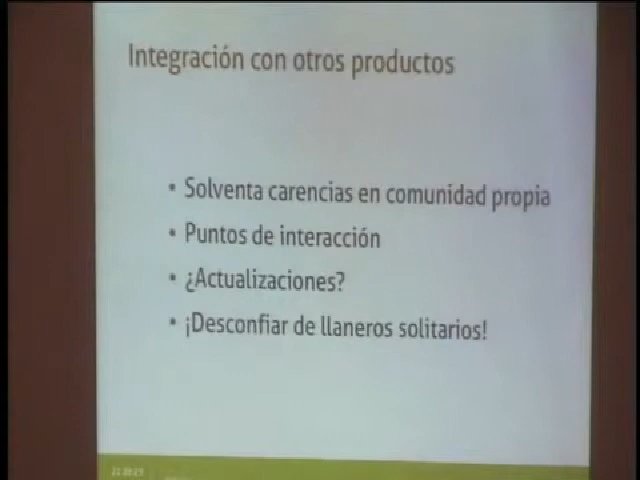 Integración con otros productos
• Solventa carencias en comunidad propia
• Puntos de interacción
• ¿Actualizaciones?
• ¡Desconfiar de llaneros solitarios!